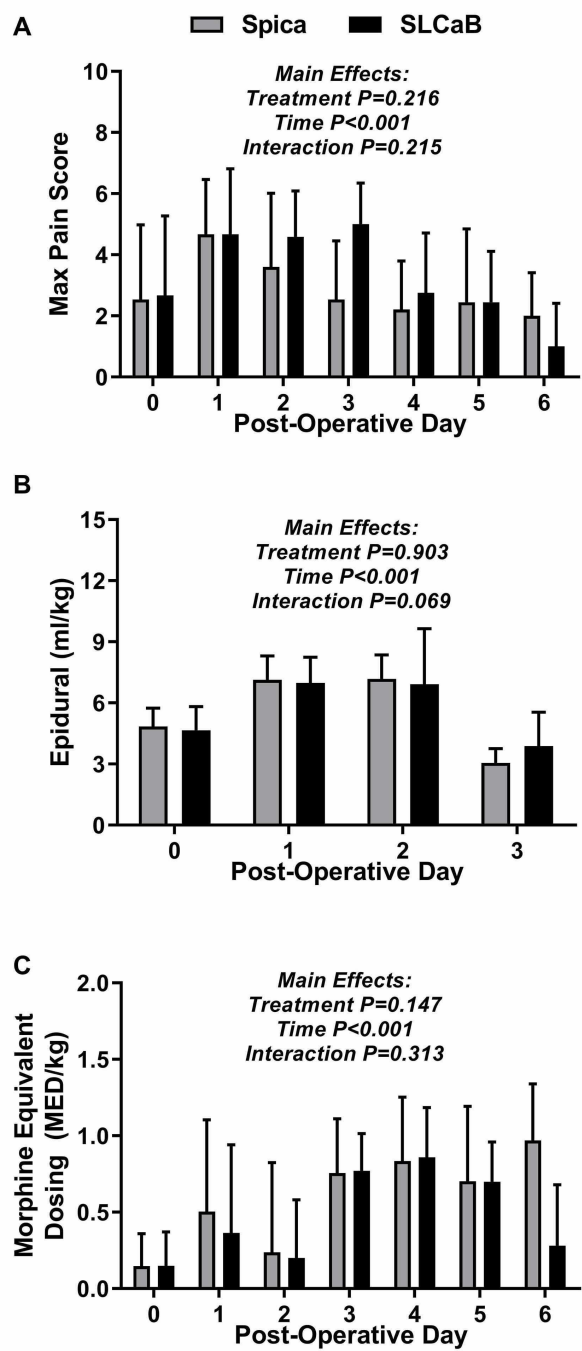 A
Spica SLCaB
Main Effects:
Treatment P=0.216
Time P<0.001
Interaction P=0.215
Max Pain Score
10
8
6
4
2
0
0 1 2 3 4 5 6
Post-Operative Day
B
Main Effects:
Treatment P=0.903
Time P<0.001
Interaction P=0.069
Epidural (ml/kg)
15
12
9
6
3
0
0 1 2 3
Post-Operative Day
C
Main Effects:
Treatment P=0.147
Time P<0.001
Interaction P=0.313
Morphine Equivalent
Dosing (MED/kg)
2.0
1.5
1.0
0.5
0.0
0 1 2 3 4 5 6
Post-Operative Day